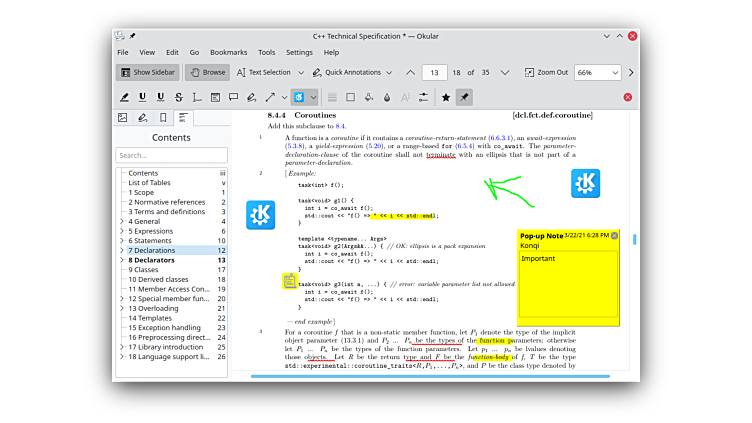 C++ Technical Specification * — Okular
File View Edit Go Bookmarks Tools Settings Help
Show Sidebar Browse Text Selection Quick Annotations 13 18 of 35 Zoom Out 66%
Contents
Search...
Contents iii
List of Tables v
1 Scope 1
2 Normative references 2
3 Terms and definitions 3
4 General 4
5 Expressions 6
6 Statements 10
7 Declarations 12
8 Declarators 13
9 Classes 17
10 Derived classes 18
11 Member Access Con... 19
12 Special member fun... 20
13 Overloading 21
14 Templates 22
15 Exception handling 23
16 Preprocessing direct... 24
17 Library introduction 25
18 Language support li... 26
8.4.4 Coroutines [dcl.fct.def.coroutine]
Add this subclause to 8.4.
1 A function is a coroutine if it contains a coroutine-return-statement (6.6.3.1), an await-expression
(5.3.8), a yield-expression (5.20), or a range-based for (6.5.4) with co_await. The parameter-
declaration-clause of the coroutine shall not terminate with an ellipsis that is not part of a
parameter-declaration.
2 [ Example:
task<int> f();
task<void> g1() {
int i = co_await f();
std::cout << "f() => " << i << std::endl;
}
template <typename... Args>
task<void> g2(Args&&...) { // OK: ellipsis is a pack expansion
int i = co_await f();
std::cout << "f() => " << i << std::endl;
}
task<void> g3(int a, ...) { // error: variable parameter list not allowed
int i = co_await f();
std::cout << "f() => " << i << std::endl;
}
— end example ]
Pop-up Note 3/22/21 6:28 PM
Konqi
Important
3 For a coroutine f that is a non-static member function, let P1 denote the type of the implicit
object parameter (13.3.1) and P2 ... Pn be the types of the function parameters; otherwise
let P1 ... Pn be the types of the function parameters. Let p1 ... pn be lvalues denoting
those objects. Let R be the return type and F be the function-body of f, T be the type
std::experimental::coroutine_traits<R,P1,...,Pn>, and P be the class type denoted by